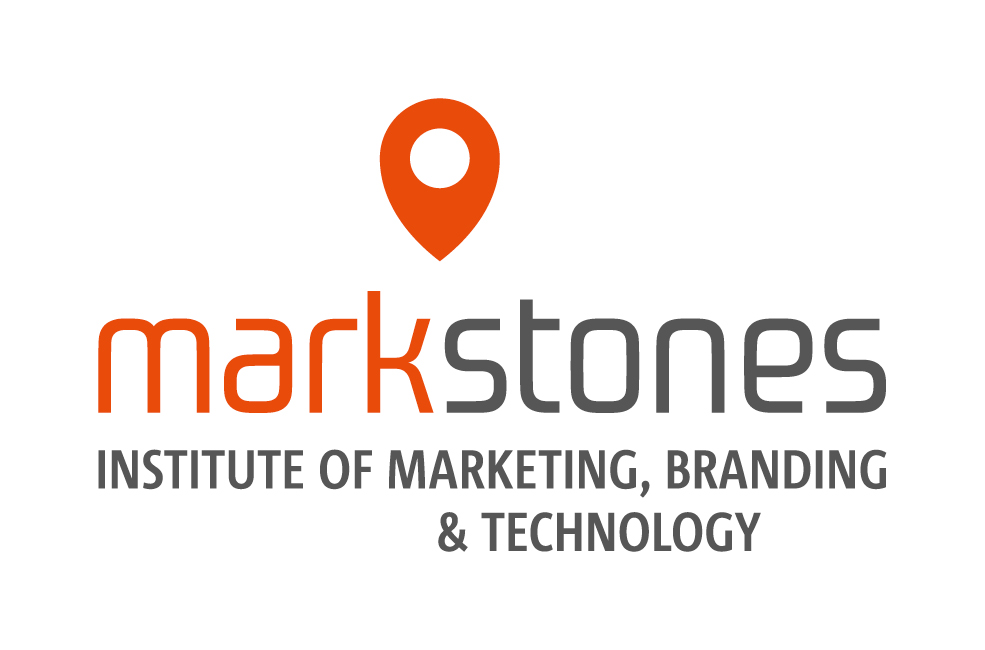 markstones
INSTITUTE OF MARKETING, BRANDING
& TECHNOLOGY